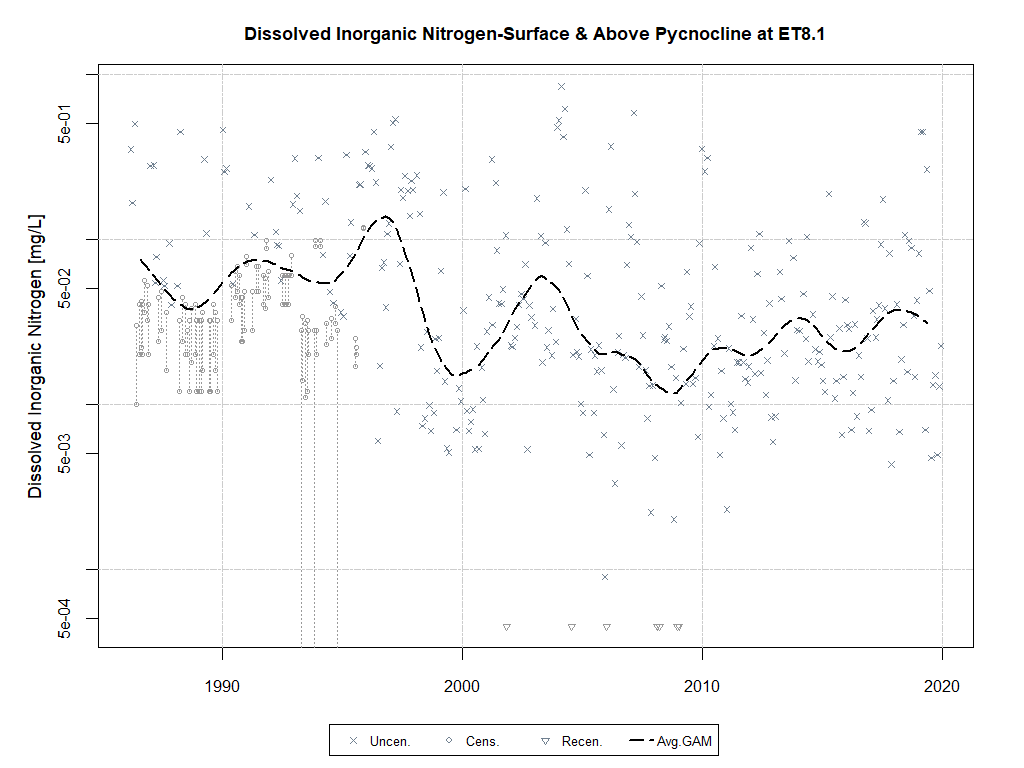 Dissolved Inorganic Nitrogen-Surface & Above Pycnocline at ET8.1
Dissolved Inorganic Nitrogen [mg/L]
5e-01
5e-02
5e-03
5e-04
1990 2000 2010 2020
Uncen. Cens. Recen. Avg.GAM